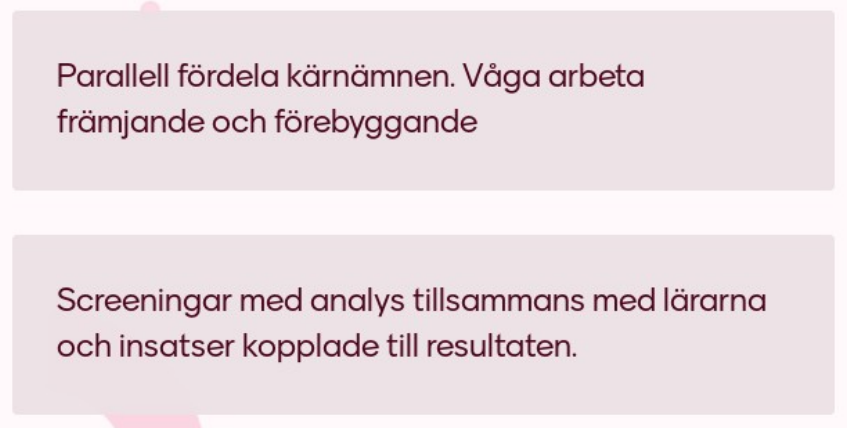 Parallell fördela kärnämnen. Våga arbeta
främjande och förebyggande
Screeningar med analys tillsammans med lärarna
och insatser kopplade till resultaten.